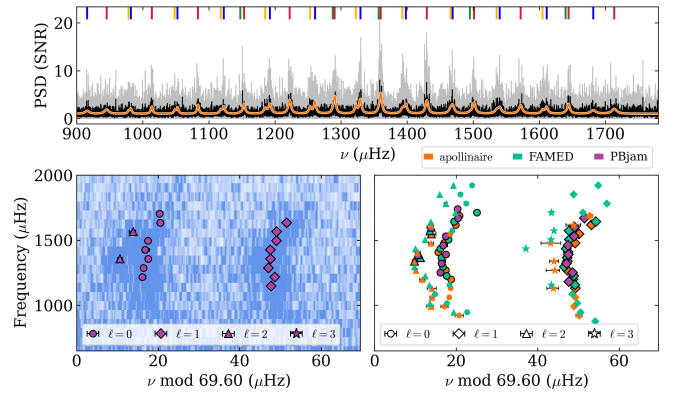 PSD (SNR)
20
10
0
900
1000
1100
1200
1300
1400
1500
1600
1700
ν (μHz)
apollinaire
FAMED
PBjam
Frequency (μHz)
2000
1500
1000
ℓ = 0
ℓ = 1
ℓ = 2
ℓ = 3
0
20
40
60
ν mod 69.60 (μHz)
ℓ = 0
ℓ = 1
ℓ = 2
ℓ = 3
0
20
40
60
ν mod 69.60 (μHz)